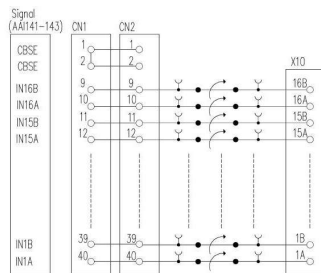 Signal
(AAI141-143) CN1 CN2
CBSE 1 1
CBSE 2 2
X10
IN16B 9 9 16B
IN16A 10 10 16A
IN15B 11 11 15B
IN15A 12 12 15A
IN1B 39 39 1B
IN1A 40 40 1A